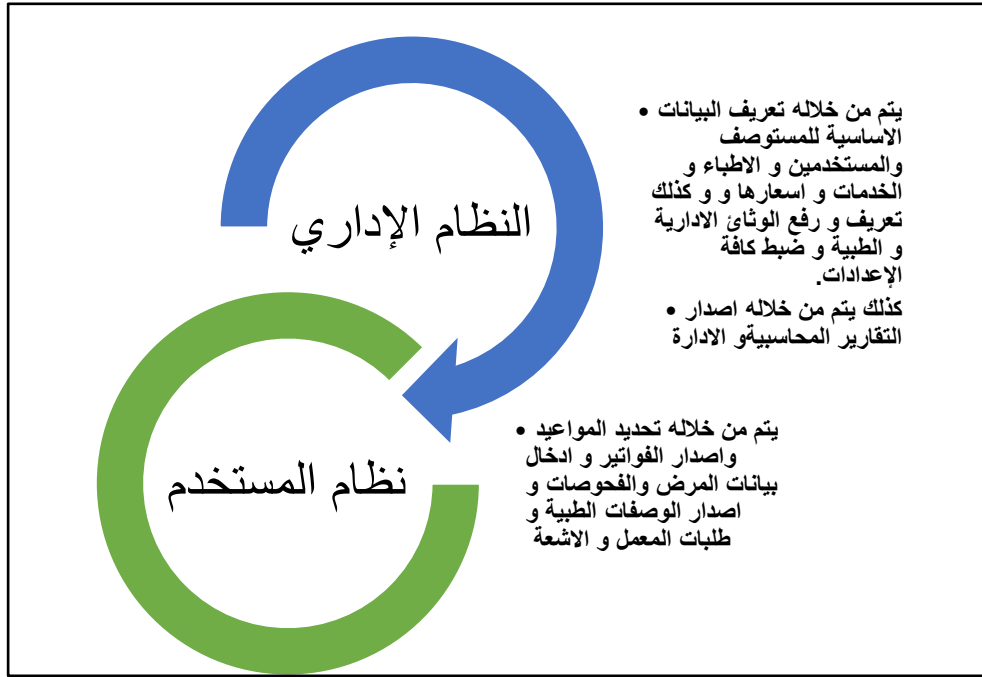 النظام الإداري
• يتم من خلاله تعريف البيانات
الاساسية للمستوصف
والمستخدمين و الاطباء و
الخدمات و اسعارها و و كذلك
تعريف و رفع الوثائ الادارية
و الطبية و ضبط كافة
الإعدادات.
• كذلك يتم من خلاله اصدار
التقارير المحاسبيةو الادارة
نظام المستخدم
• يتم من خلاله تحديد المواعيد
واصدار الفواتير و ادخال
بيانات المرض والفحوصات و
اصدار الوصفات الطبية و
طلبات المعمل و الاشعة